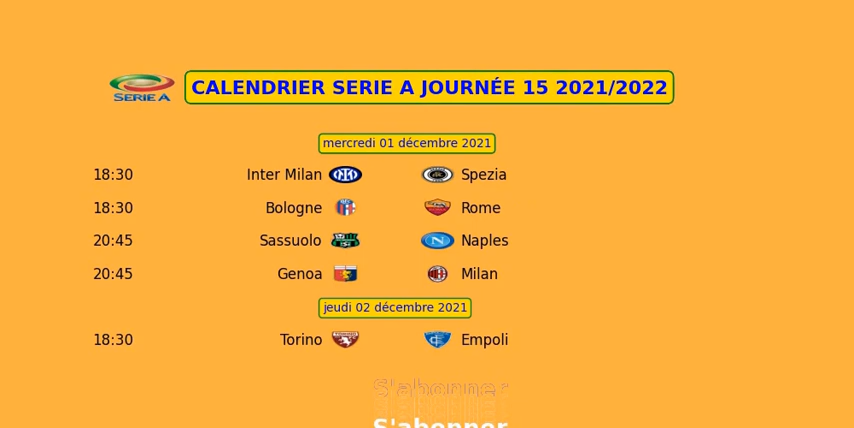 SERIE A
CALENDRIER SERIE A JOURNÉE 15 2021/2022
mercredi 01 décembre 2021
18:30 Inter Milan Spezia
18:30 Bologne Rome
20:45 Sassuolo Naples
20:45 Genoa Milan
jeudi 02 décembre 2021
18:30 Torino Empoli
S'abonner
S'abonner